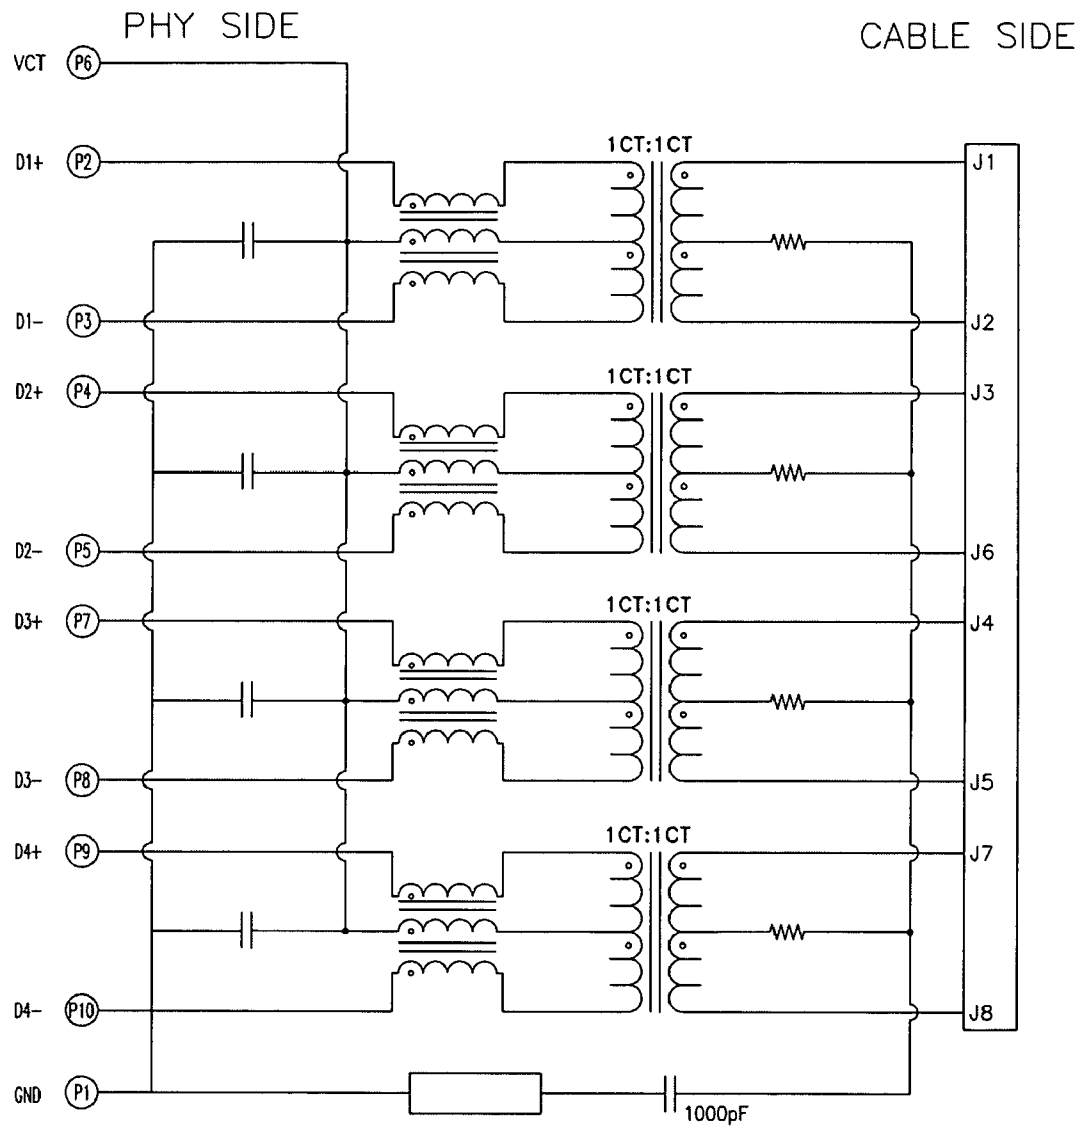 PHY SIDE
CABLE SIDE
VCT P6
1CT:1CT
D1+ P2 J1
D1- P3 J2
1CT:1CT
D2+ P4 J3
D2- P5 J6
1CT:1CT
D3+ P7 J4
D3- P8 J5
1CT:1CT
D4+ P9 J7
D4- P10 J8
GND P1
1000pF